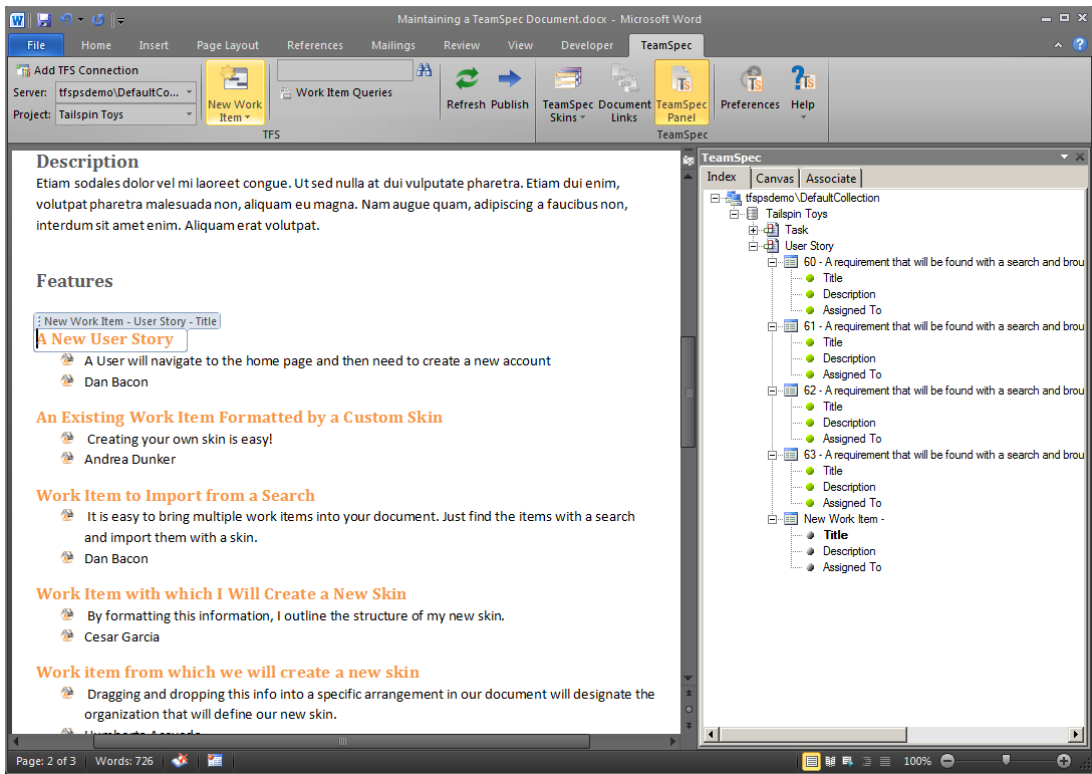 Maintaining a TeamSpec Document.docx - Microsoft Word
File Home Insert Page Layout References Mailings Review View Developer TeamSpec
Add TFS Connection
Server: tfspsdemo\DefaultCo...
Project: Tailspin Toys
New Work
Item
Work Item Queries
TFS
Refresh Publish
TeamSpec
Skins
Document
Links
TeamSpec
Panel
Preferences Help
TeamSpec
Description
Etiam sodales dolor vel mi laoreet congue. Ut sed nulla at dui vulputate pharetra. Etiam dui enim,
volutpat pharetra malesuada non, aliquam eu magna. Nam augue quam, adipiscing a faucibus non,
interdum sit amet enim. Aliquam erat volutpat.
Features
New Work Item - User Story - Title
A New User Story
A User will navigate to the home page and then need to create a new account
Dan Bacon
An Existing Work Item Formatted by a Custom Skin
Creating your own skin is easy!
Andrea Dunker
Work Item to Import from a Search
It is easy to bring multiple work items into your document. Just find the items with a search
and import them with a skin.
Dan Bacon
Work Item with which I Will Create a New Skin
By formatting this information, I outline the structure of my new skin.
Cesar Garcia
Work item from which we will create a new skin
Dragging and dropping this info into a specific arrangement in our document will designate the
organization that will define our new skin.
TeamSpec
Index Canvas Associate
tfspsdemo\DefaultCollection
Tailspin Toys
Task
User Story
60 - A requirement that will be found with a search and brou
Title
Description
Assigned To
61 - A requirement that will be found with a search and brou
Title
Description
Assigned To
62 - A requirement that will be found with a search and brou
Title
Description
Assigned To
63 - A requirement that will be found with a search and brou
Title
Description
Assigned To
New Work Item -
Title
Description
Assigned To
Page: 2 of 3 Words: 726 100%